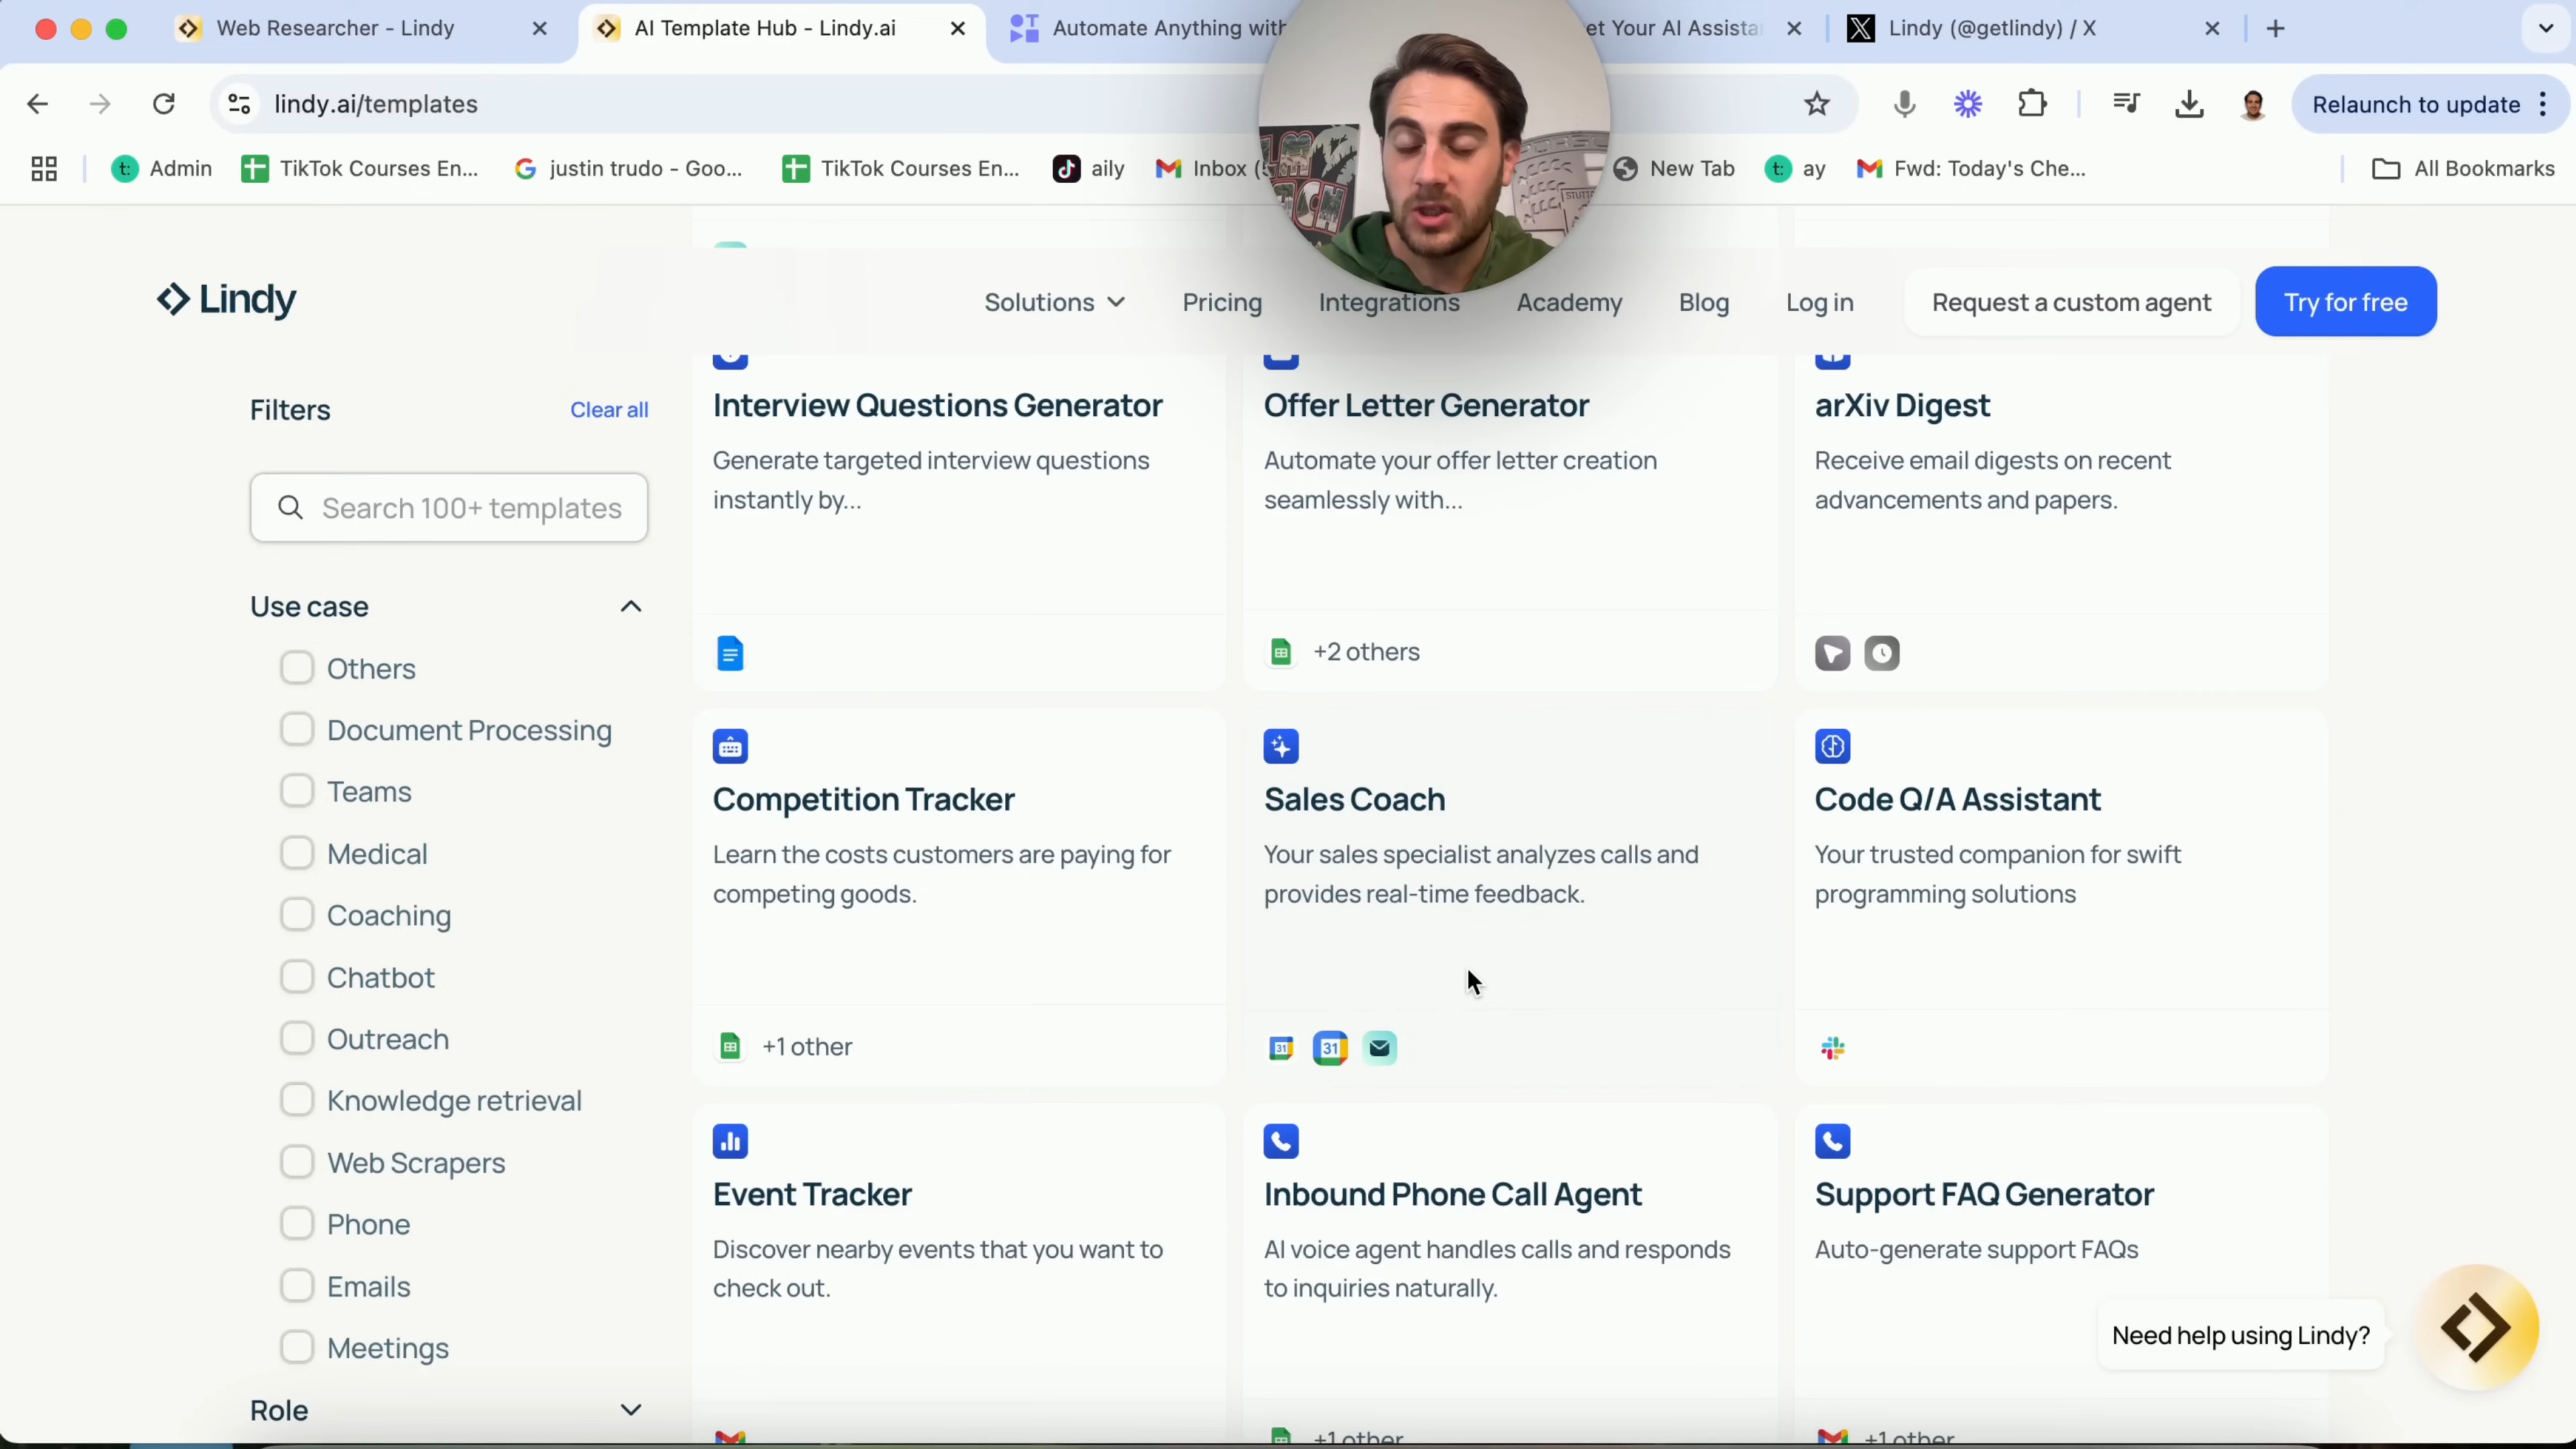 Web Researcher - Lindy
AI Template Hub - Lindy.ai
Automate Anything with
et Your AI Assista
Lindy (@getlindy) / X
lindy.ai/templates
Relaunch to update
Admin
TikTok Courses En...
justin trudo - Goo...
TikTok Courses En...
aily
Inbox (
New Tab
ay
Fwd: Today's Che...
All Bookmarks
Lindy
Solutions
Pricing
Integrations
Academy
Blog
Log in
Request a custom agent
Try for free
Filters
Clear all
Search 100+ templates
Use case
Others
Document Processing
Teams
Medical
Coaching
Chatbot
Outreach
Knowledge retrieval
Web Scrapers
Phone
Emails
Meetings
Role
Interview Questions Generator
Generate targeted interview questions
instantly by...
Offer Letter Generator
Automate your offer letter creation
seamlessly with...
+2 others
arXiv Digest
Receive email digests on recent
advancements and papers.
Competition Tracker
Learn the costs customers are paying for
competing goods.
+1 other
Sales Coach
Your sales specialist analyzes calls and
provides real-time feedback.
31
31
Code Q/A Assistant
Your trusted companion for swift
programming solutions
Event Tracker
Discover nearby events that you want to
check out.
Inbound Phone Call Agent
AI voice agent handles calls and responds
to inquiries naturally.
+1 other
Support FAQ Generator
Auto-generate support FAQs
+1 other
Need help using Lindy?